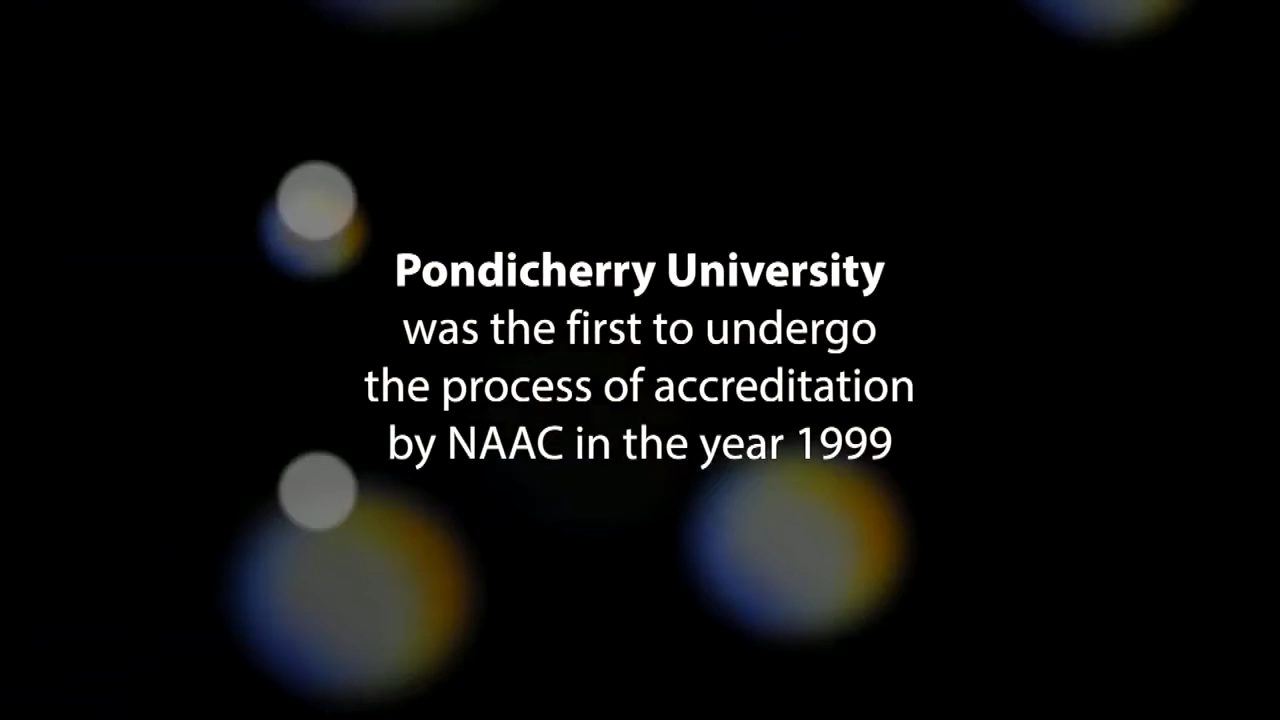 Pondicherry University
was the first to undergo
the process of accreditation
by NAAC in the year 1999